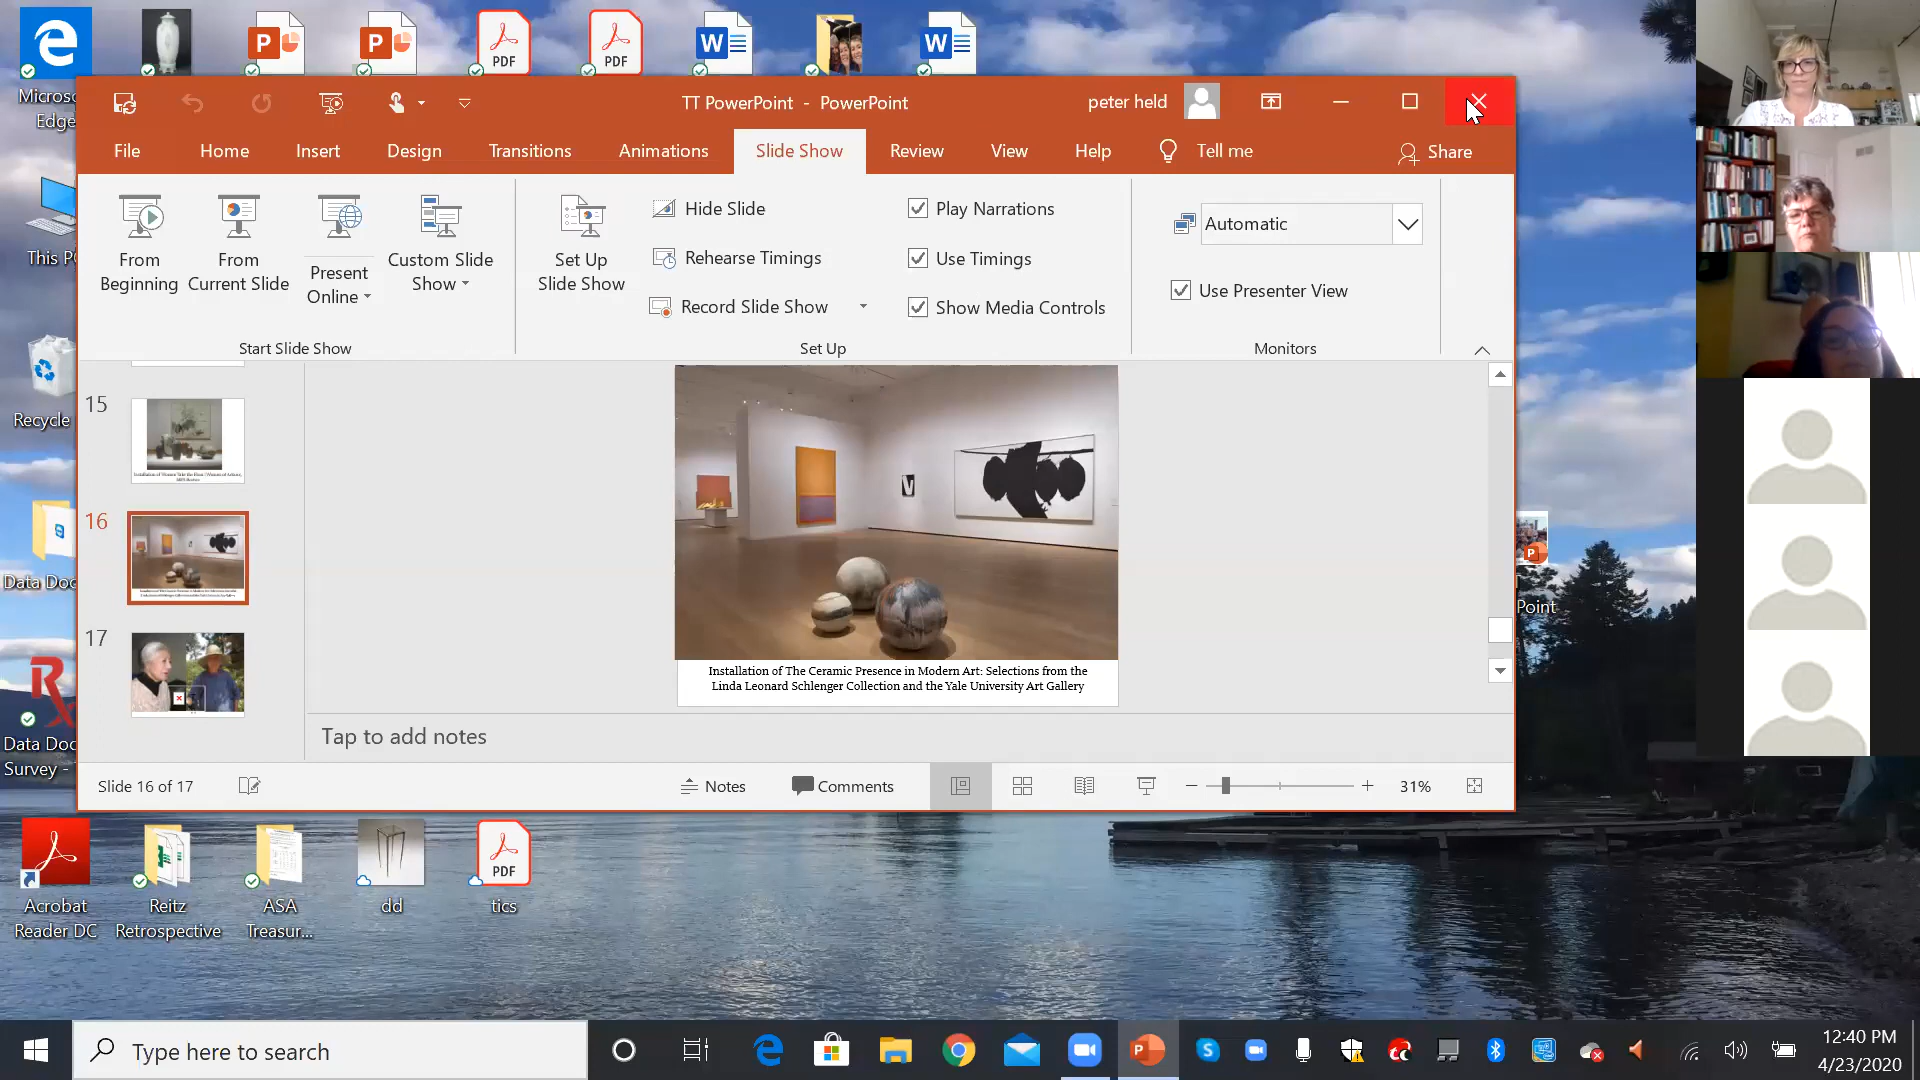 TT PowerPoint - PowerPoint
peter held
File
Home
Insert
Design
Transitions
Animations
Slide Show
Review
View
Help
Tell me
Share
From
Beginning
From
Current Slide
Present
Online
Custom Slide
Show
Start Slide Show
Set Up
Slide Show
Hide Slide
Rehearse Timings
Record Slide Show
Play Narrations
Use Timings
Show Media Controls
Set Up
Automatic
Use Presenter View
Monitors
15
16
17
Installation of The Ceramic Presence in Modern Art: Selections from the
Linda Leonard Schlenger Collection and the Yale University Art Gallery
Tap to add notes
Slide 16 of 17
Notes
Comments
31%
P
P
PDF
PDF
W
W
Micros
Edge
This P
Recycle
Data Doc
Data Doc
Survey -
Point
PDF
Acrobat
Reader DC
Reitz
Retrospective
ASA
Treasur...
dd
tics
Type here to search
12:40 PM
4/23/2020